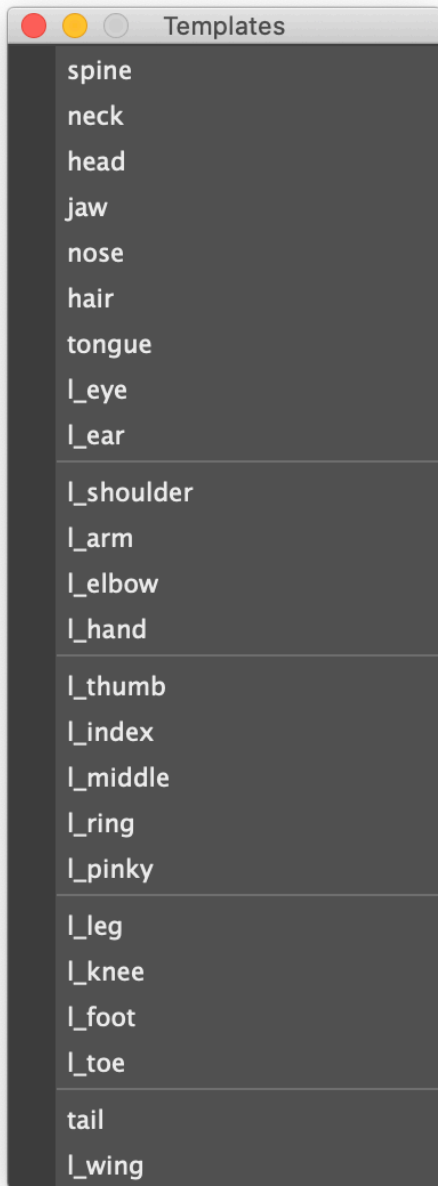 Templates
spine
neck
head
jaw
nose
hair
tongue
l_eye
l_ear
l_shoulder
l_arm
l_elbow
l_hand
l_thumb
l_index
l_middle
l_ring
l_pinky
l_leg
l_knee
l_foot
l_toe
tail
l_wing